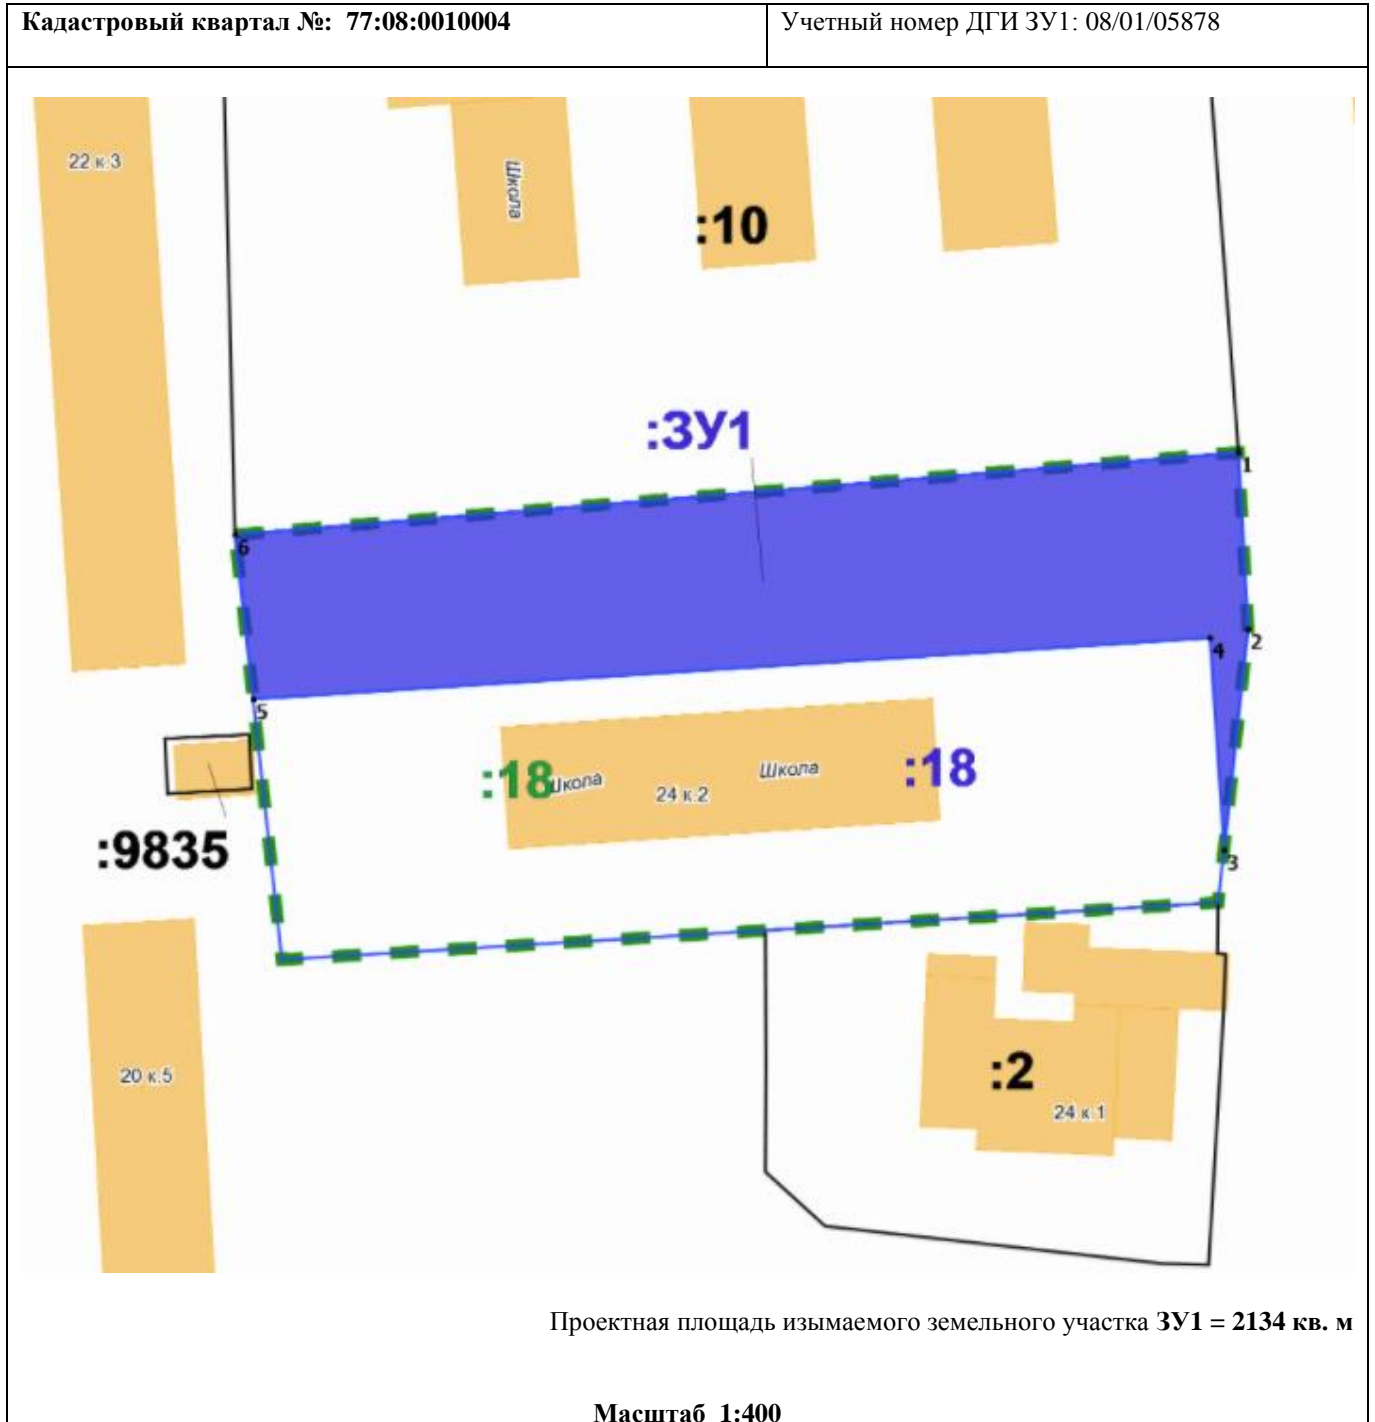 Кадастровый квартал №: 77:08:0010004
Учетный номер ДГИ ЗУ1: 08/01/05878
22 к.3
Школа
:10
:ЗУ1
1
6
2
4
5
:18
Школа
Школа
:18
24 к.2
:9835
3
:2
20 к.5
24 к.1
Проектная площадь изымаемого земельного участка ЗУ1 = 2134 кв. м
Масштаб 1:400